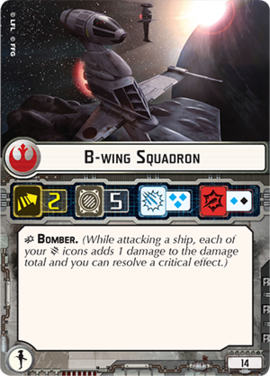 © LFL © FFG
B-WING SQUADRON
2
5
BOMBER. (While attacking a ship, each of
your icons adds 1 damage to the damage
total and you can resolve a critical effect.)
14